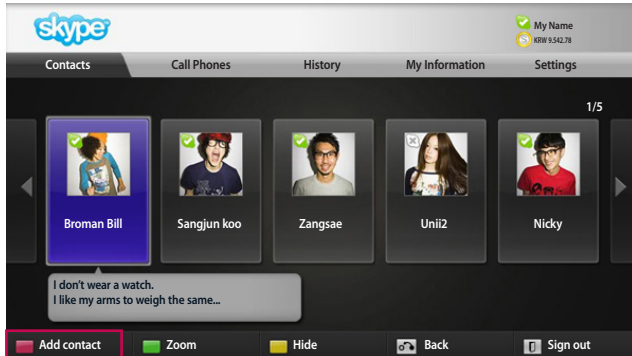 skype
My Name
KRW 9.542.78
Contacts Call Phones History My Information Settings
1/5
Broman Bill Sangjun koo Zangsae Unii2 Nicky
I don't wear a watch.
I like my arms to weigh the same...
Add contact Zoom Hide Back Sign out